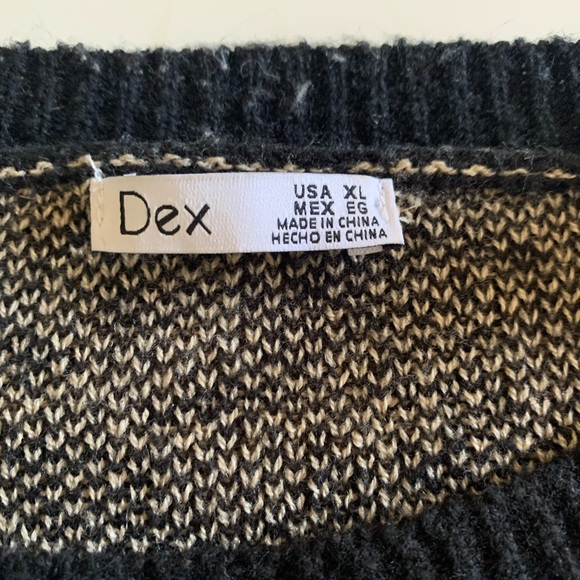 Dex
USA XL
MEX EG
MADE IN CHINA
HECHO EN CHINA